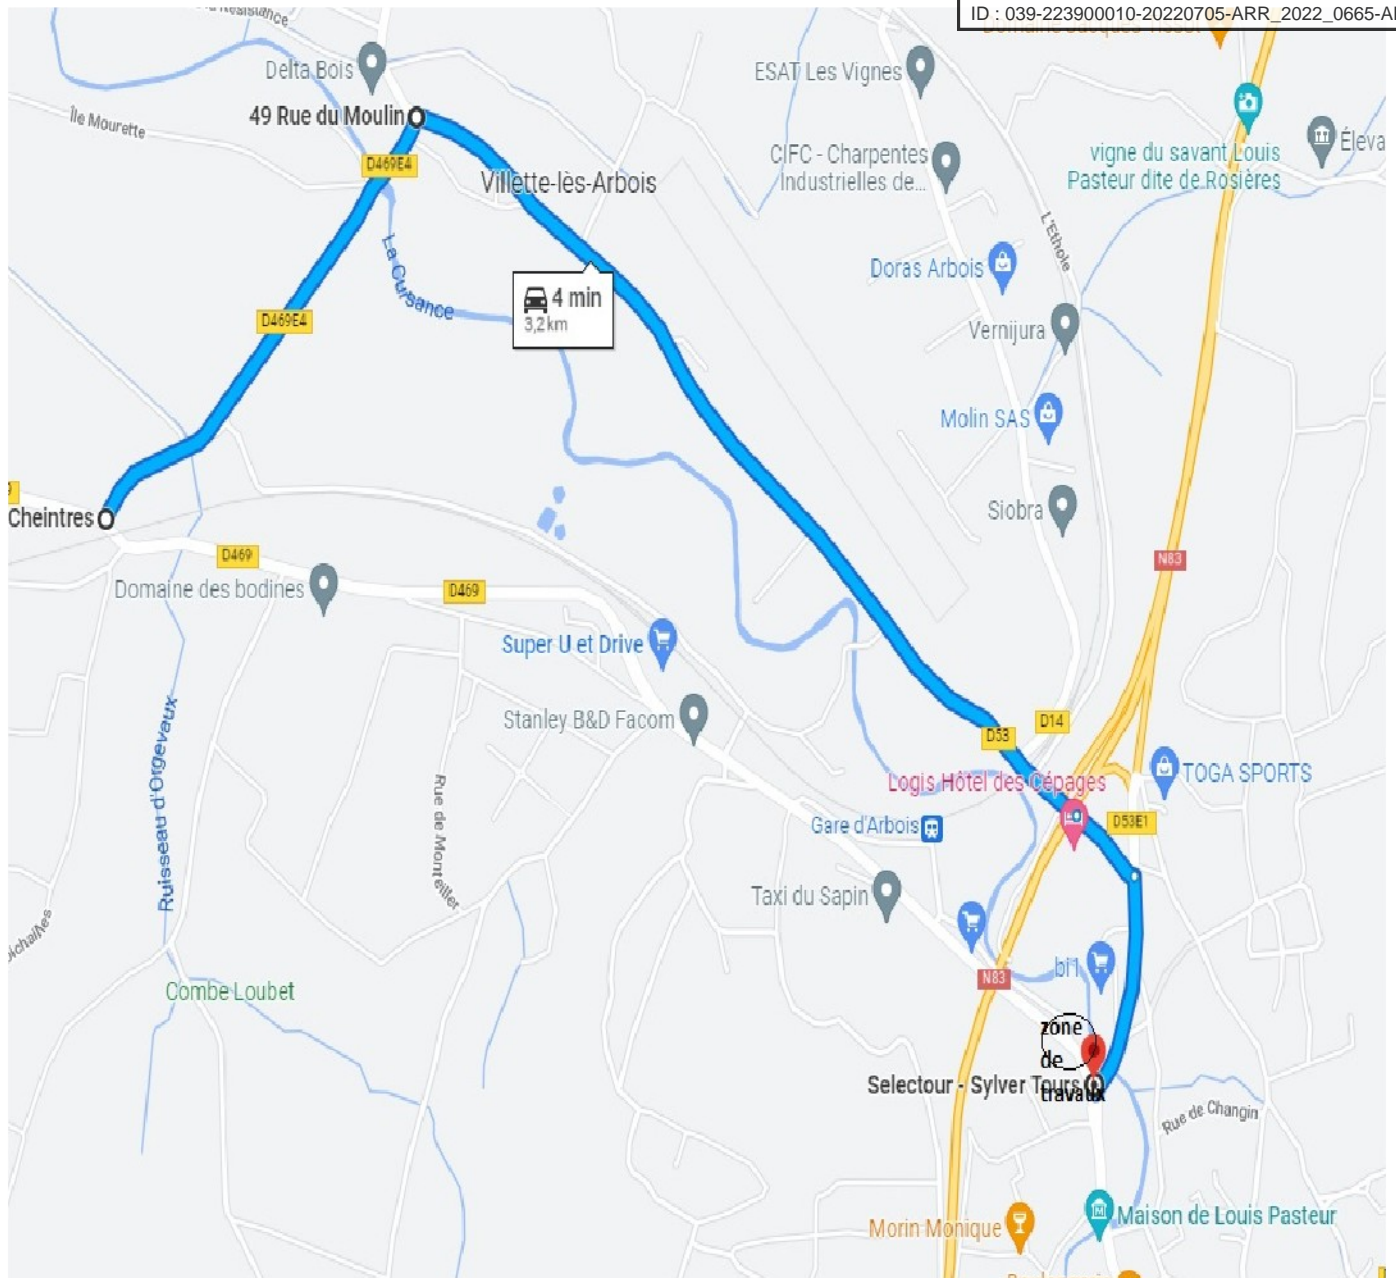 ID : 039-223900010-20220705-ARR_2022_0665-A
Résistance
Delta Bois
ESAT Les Vignes
49 Rue du Moulin
Île Mourette
D469E4
Villette-lès-Arbois
CIFC - Charpentes
Industrielles de...
vigne du savant Louis
Pasteur dite de Rosières
Éleva
L'Ethole
La Cuisance
Doras Arbois
4 min
3,2 km
D469E4
Vernijura
Molin SAS
Siobra
Cheintres
D469
N83
Domaine des bodines
D469
Super U et Drive
Ruisseau d'Orgevaux
Stanley B&D Facom
D53
D14
Logis Hôtel des Cépages
TOGA SPORTS
Rue de Monteiller
Gare d'Arbois
D53E1
Taxi du Sapin
bi1
N83
Combe Loubet
zone
de
travaux
Selectour - Sylver Tours
Rue de Changin
Morin Monique
Maison de Louis Pasteur